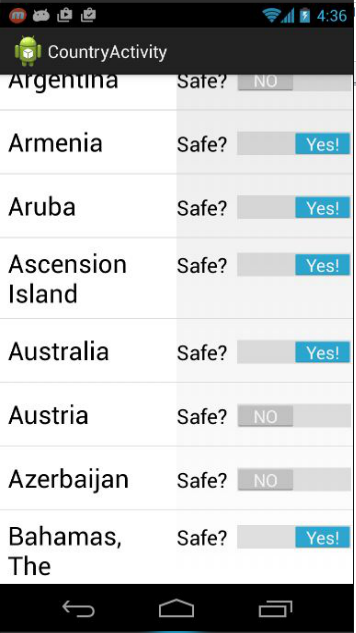 4:36
CountryActivity
Argentina Safe? NO
Armenia Safe? Yes!
Aruba Safe? Yes!
Ascension Safe? Yes!
Island
Australia Safe? Yes!
Austria Safe? NO
Azerbaijan Safe? NO
Bahamas, Safe? Yes!
The